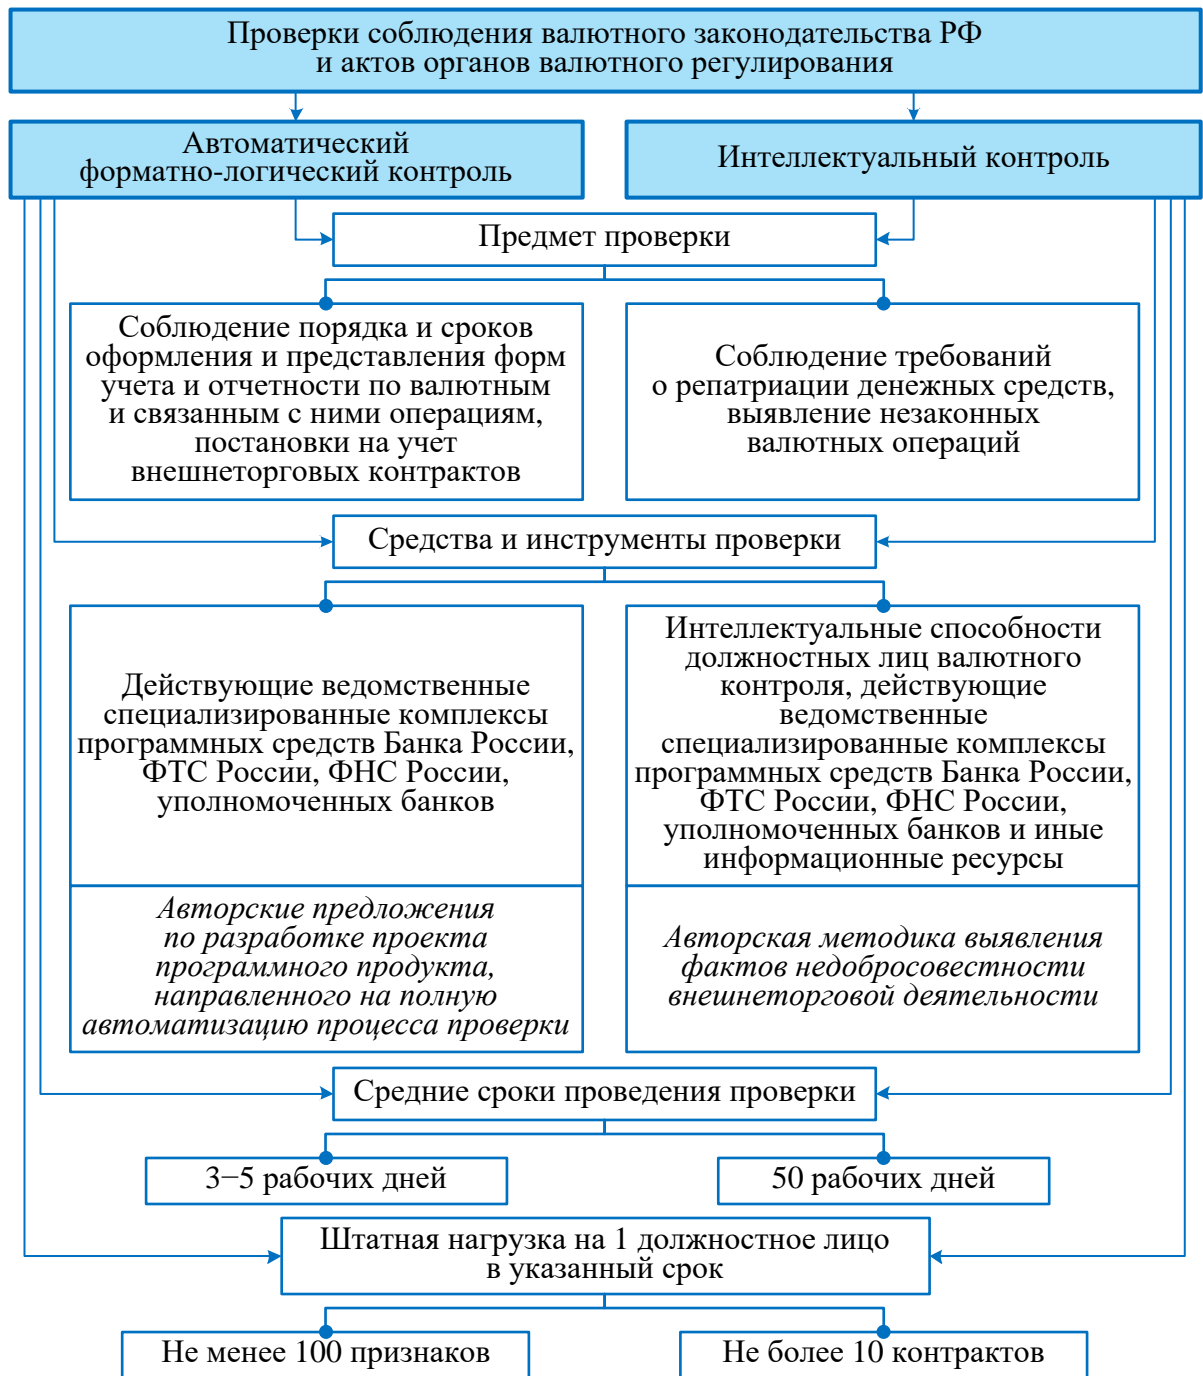 Проверки соблюдения валютного законодательства РФ
и актов органов валютного регулирования
Автоматический
форматно-логический контроль
Интеллектуальный контроль
Предмет проверки
Соблюдение порядка и сроков
оформления и представления форм
учета и отчетности по валютным
и связанным с ними операциям,
постановки на учет
внешнеторговых контрактов
Соблюдение требований
о репатриации денежных средств,
выявление незаконных
валютных операций
Средства и инструменты проверки
Действующие ведомственные
специализированные комплексы
программных средств Банка России,
ФТС России, ФНС России,
уполномоченных банков
Интеллектуальные способности
должностных лиц валютного
контроля, действующие
ведомственные
специализированные комплексы
программных средств Банка России,
ФТС России, ФНС России,
уполномоченных банков и иные
информационные ресурсы
Авторские предложения
по разработке проекта
программного продукта,
направленного на полную
автоматизацию процесса проверки
Авторская методика выявления
фактов недобросовестности
внешнеторговой деятельности
Средние сроки проведения проверки
3−5 рабочих дней
50 рабочих дней
Штатная нагрузка на 1 должностное лицо
в указанный срок
Не менее 100 признаков
Не более 10 контрактов